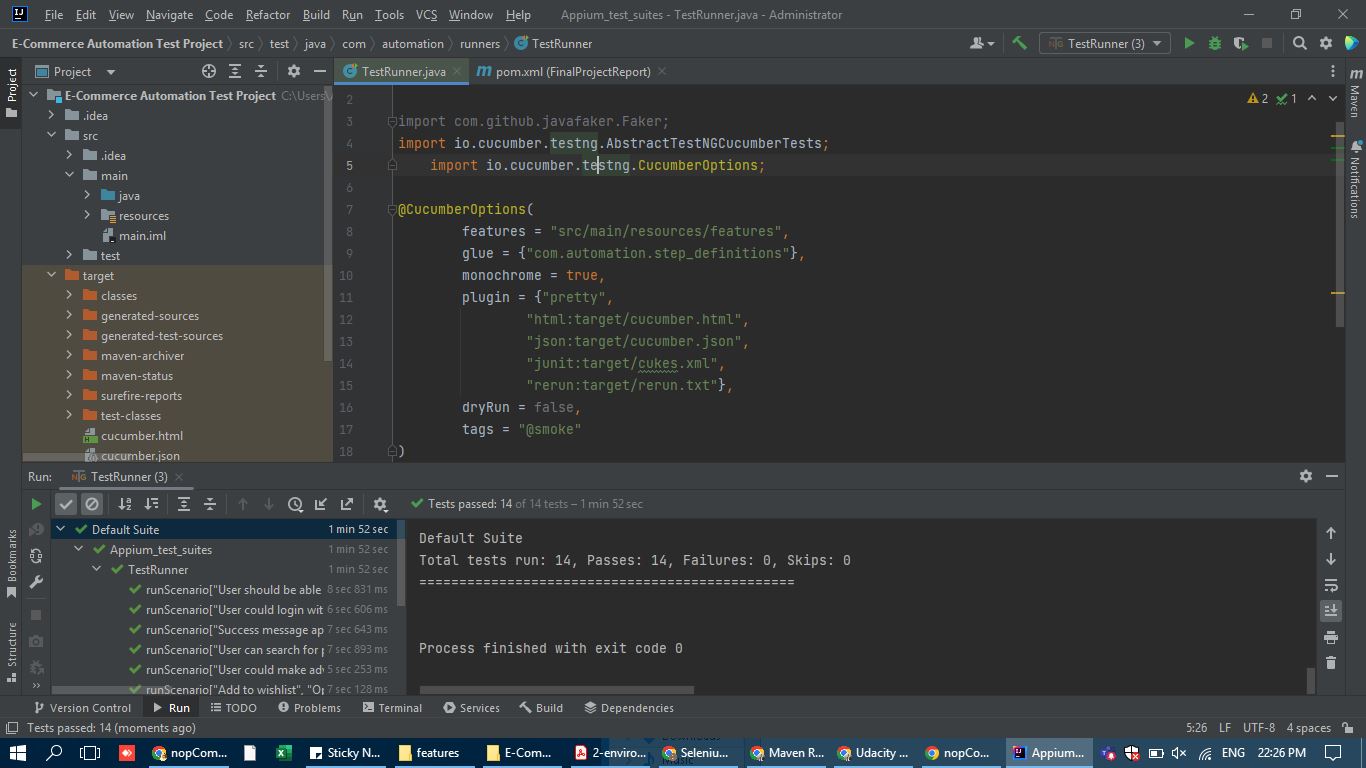 File Edit View Navigate Code Refactor Build Run Tools VCS Window Help Appium_test_suites - TestRunner.java - Administrator
E-Commerce Automation Test Project src test java com automation runners TestRunner TestRunner (3)
Project TestRunner.java pom.xml (FinalProjectReport)
Project
Maven
Notifications
Bookmarks
Structure
E-Commerce Automation Test Project C:\Users\
.idea
src
.idea
main
java
resources
main.iml
test
target
classes
generated-sources
generated-test-sources
maven-archiver
maven-status
surefire-reports
test-classes
cucumber.html
cucumber.json
2 1
2
3 import com.github.javafaker.Faker;
4 import io.cucumber.testng.AbstractTestNGCucumberTests;
5 import io.cucumber.testng.CucumberOptions;
6
7 @CucumberOptions(
8 features = "src/main/resources/features",
9 glue = {"com.automation.step_definitions"},
10 monochrome = true,
11 plugin = {"pretty",
12 "html:target/cucumber.html",
13 "json:target/cucumber.json",
14 "junit:target/cukes.xml",
15 "rerun:target/rerun.txt"},
16 dryRun = false,
17 tags = "@smoke"
18 )
Run: TestRunner (3)
Tests passed: 14 of 14 tests – 1 min 52 sec
Default Suite 1 min 52 sec
Appium_test_suites 1 min 52 sec
TestRunner 1 min 52 sec
runScenario["User should be able 8 sec 831 ms
runScenario["User could login wit 6 sec 606 ms
runScenario["Success message ap 7 sec 643 ms
runScenario["User can search for p 7 sec 893 ms
runScenario["User could make adv 5 sec 253 ms
runScenario["Add to wishlist", "Op 7 sec 128 ms
Default Suite
Total tests run: 14, Passes: 14, Failures: 0, Skips: 0
===============================================
Process finished with exit code 0
Version Control Run TODO Problems Terminal Services Build Dependencies
Tests passed: 14 (moments ago) 5:26 LF UTF-8 4 spaces
nopCom... Sticky N... features E-Com... 2-enviro... Seleniu... Maven R... Udacity ... nopCo... Appium... ENG 22:26 PM